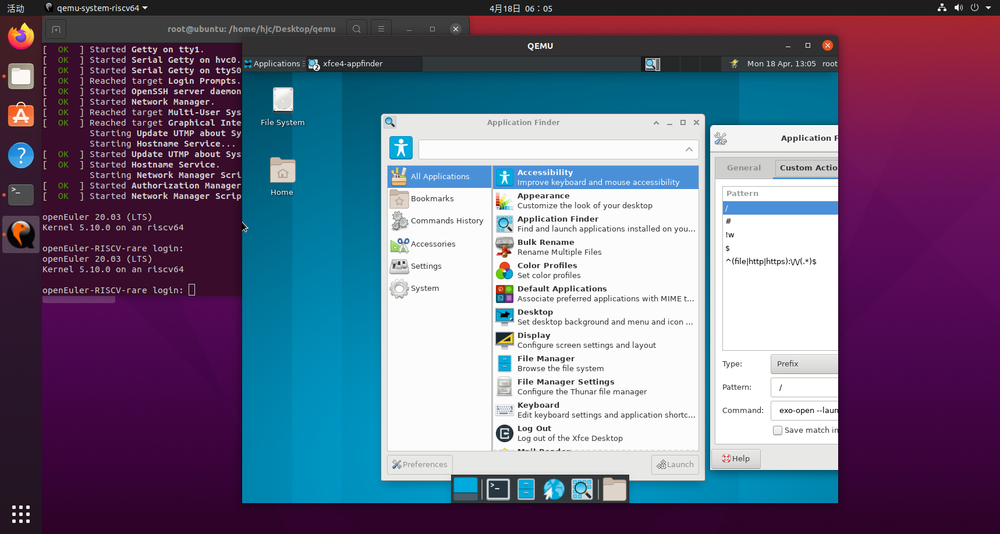 活动
qemu-system-riscv64
4月18日 06：05
root@ubuntu: /home/hjc/Desktop/qemu
[  OK  ] Started Getty on tty1.
[  OK  ] Started Serial Getty on hvc0.
[  OK  ] Started Serial Getty on ttyS0
[  OK  ] Reached target Login Prompts.
[  OK  ] Started OpenSSH server daemon
[  OK  ] Started Network Manager.
[  OK  ] Reached target Multi-User Sys
[  OK  ] Reached target Graphical Inte
Starting Update UTMP about Sy
Starting Hostname Service...
[  OK  ] Started Update UTMP about Sys
[  OK  ] Started Hostname Service.
Starting Network Manager Scri
[  OK  ] Started Authorization Manager
[  OK  ] Started Network Manager Scrip
openEuler 20.03 (LTS)
Kernel 5.10.0 on an riscv64
openEuler-RISCV-rare login:
openEuler 20.03 (LTS)
Kernel 5.10.0 on an riscv64
openEuler-RISCV-rare login:
QEMU
Applications
2
xfce4-appfinder
Mon 18 Apr, 13:05
root
File System
Home
Application Finder
All Applications
Bookmarks
Commands History
Accessories
Settings
System
Accessibility
Improve keyboard and mouse accessibility
Appearance
Customize the look of your desktop
Application Finder
Find and launch applications installed on you...
Bulk Rename
Rename Multiple Files
Color Profiles
Set color profiles
Default Applications
Associate preferred applications with MIME t...
Desktop
Set desktop background and menu and icon ...
Display
Configure screen settings and layout
File Manager
Browse the file system
File Manager Settings
Configure the Thunar file manager
Keyboard
Edit keyboard settings and application shortc...
Log Out
Log out of the Xfce Desktop
Mail Reader
Preferences
Launch
Application F
General
Custom Actio
Pattern
/
#
!w
$
^(file|http|https):\/\/(.*)$
Type:
Prefix
Pattern:
/
Command:
exo-open --laun
Save match in
Help